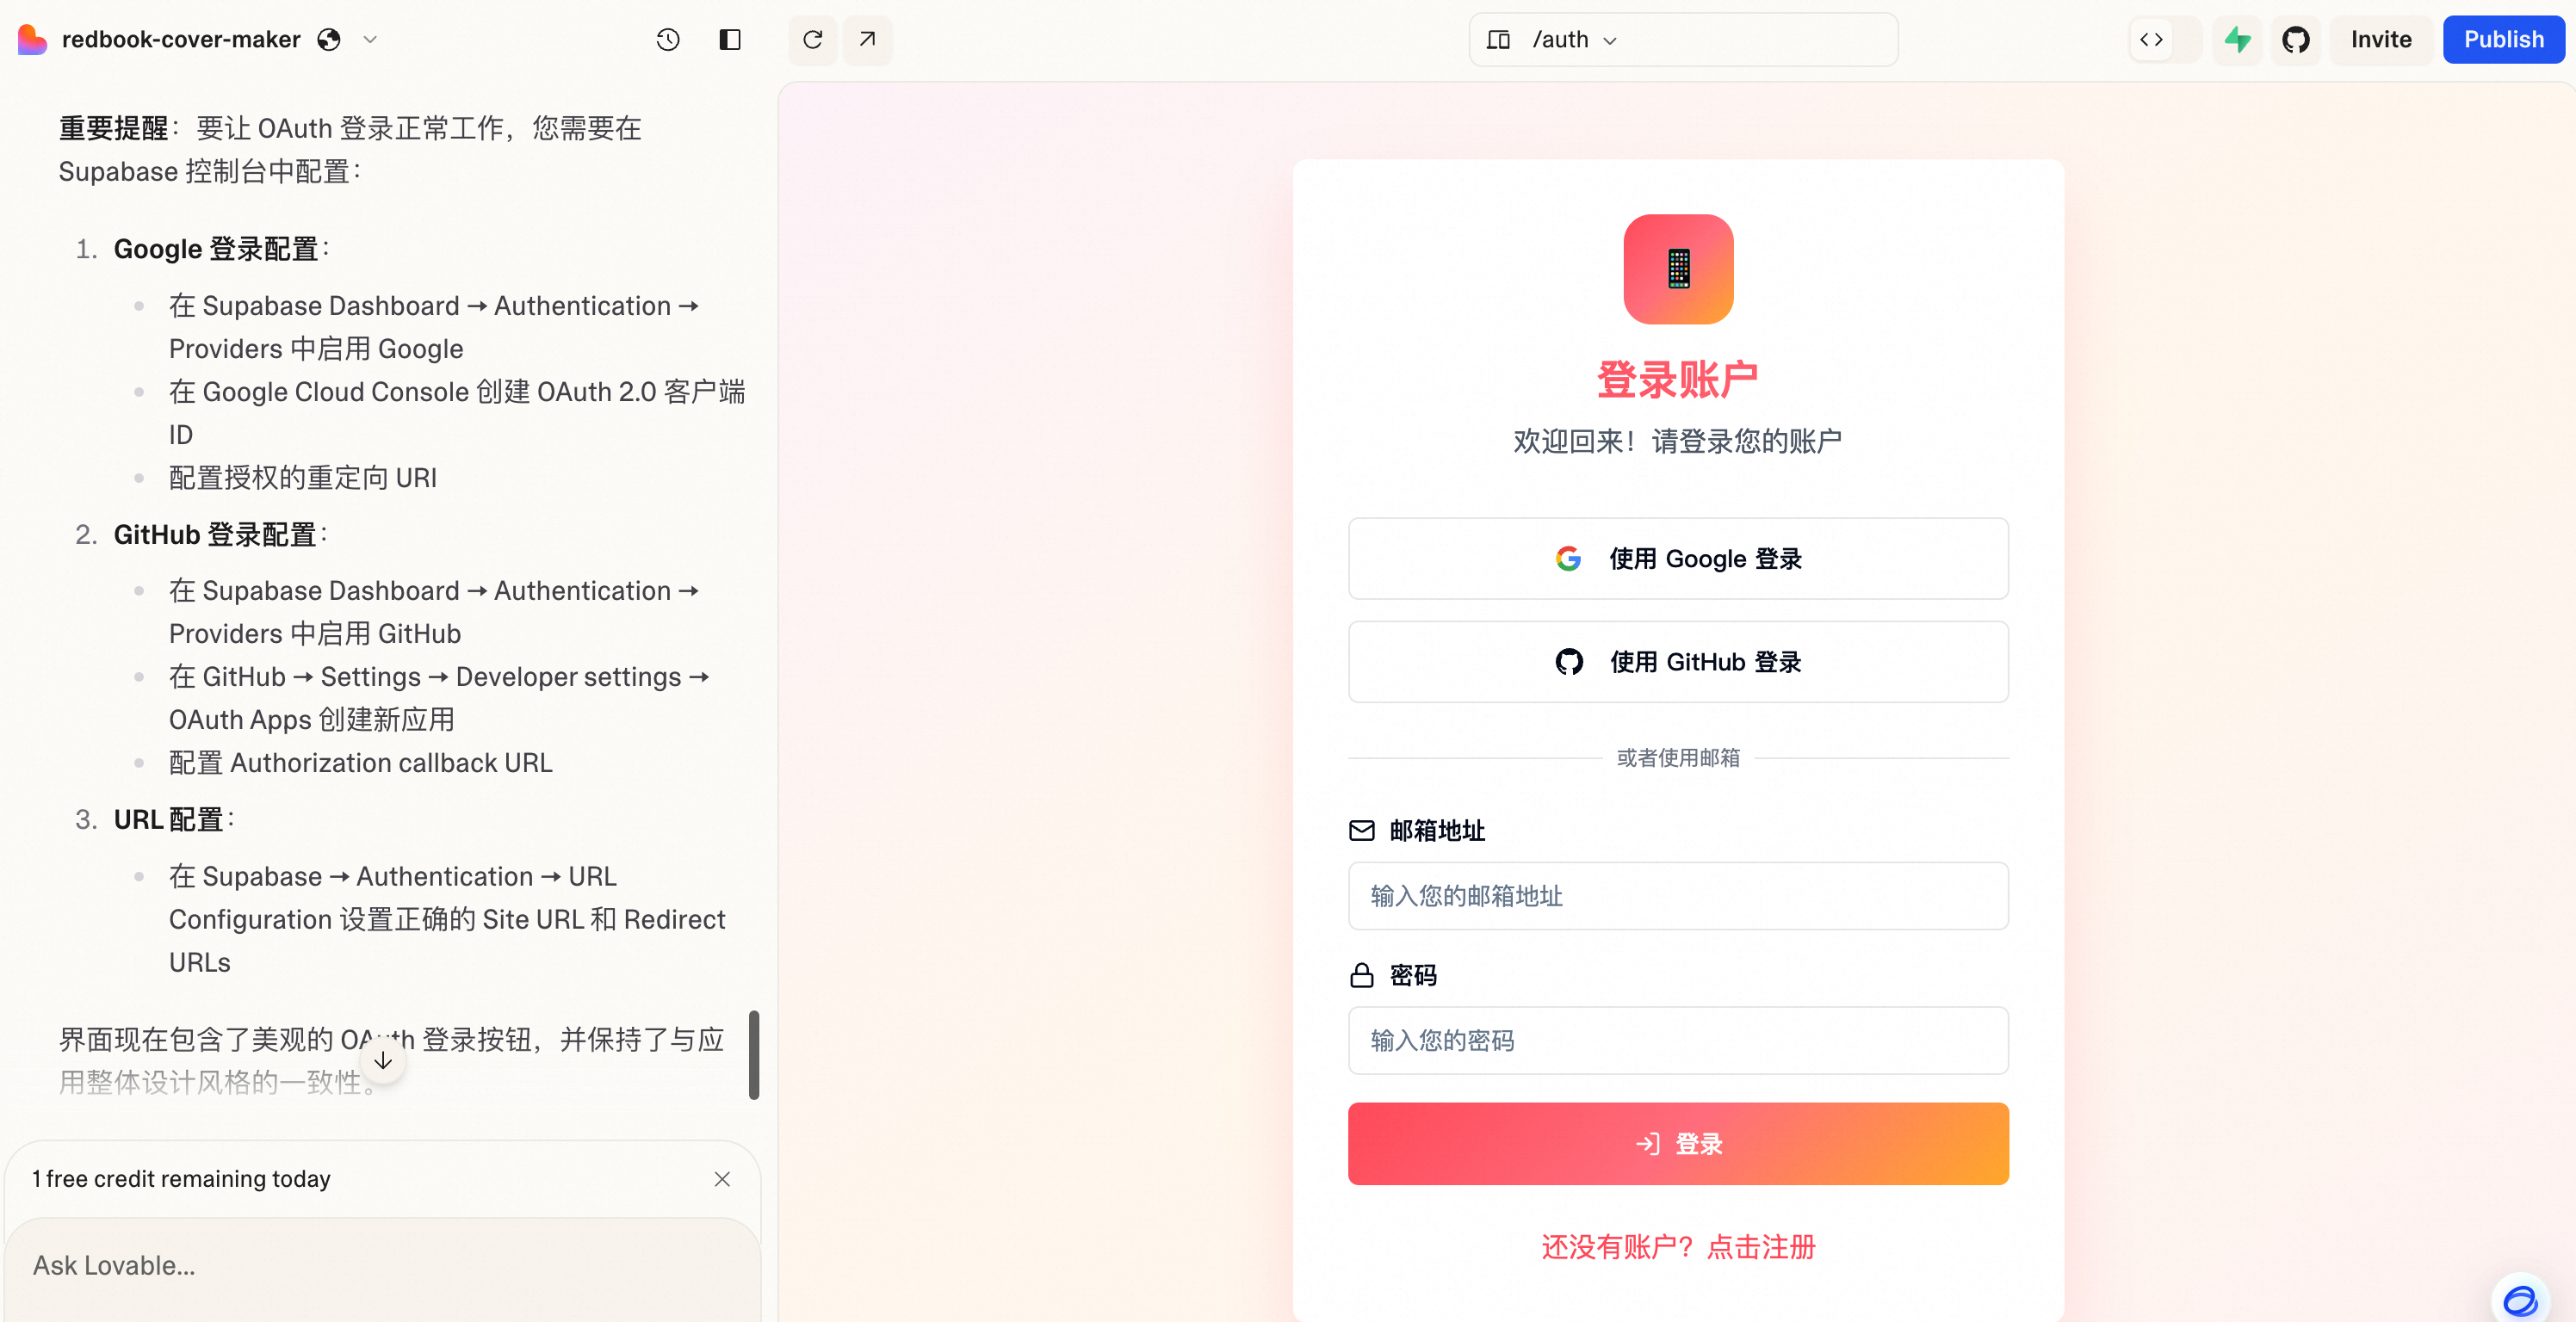 redbook-cover-maker
/auth
Invite
Publish
重要提醒：要让 OAuth 登录正常工作，您需要在
Supabase 控制台中配置：
1. Google 登录配置：
在 Supabase Dashboard → Authentication →
Providers 中启用 Google
在 Google Cloud Console 创建 OAuth 2.0 客户端
ID
配置授权的重定向 URI
2. GitHub 登录配置：
在 Supabase Dashboard → Authentication →
Providers 中启用 GitHub
在 GitHub → Settings → Developer settings →
OAuth Apps 创建新应用
配置 Authorization callback URL
3. URL 配置：
在 Supabase → Authentication → URL
Configuration 设置正确的 Site URL 和 Redirect
URLs
界面现在包含了美观的 OAuth 登录按钮，并保持了与应
用整体设计风格的一致性。
1 free credit remaining today
Ask Lovable...
登录账户
欢迎回来！请登录您的账户
使用 Google 登录
使用 GitHub 登录
或者使用邮箱
邮箱地址
输入您的邮箱地址
密码
输入您的密码
登录
还没有账户？点击注册